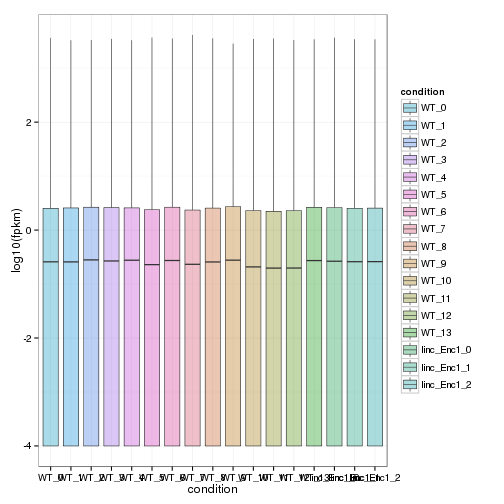 condition
WT_0
WT_1
WT_2
WT_3
WT_4
WT_5
WT_6
WT_7
WT_8
WT_9
WT_10
WT_11
WT_12
WT_13
linc_Enc1_0
linc_Enc1_1
linc_Enc1_2
log10(fpkm)
2
0
-2
-4
condition